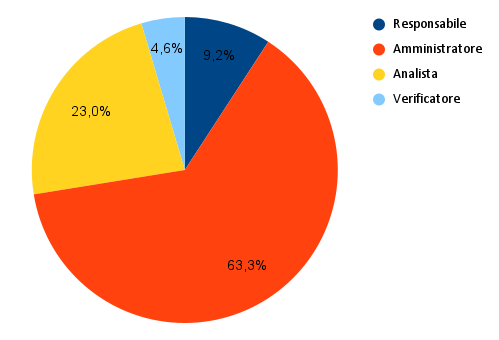 Responsabile
Amministratore
Analista
Verificatore
4,6%
9,2%
23,0%
63,3%